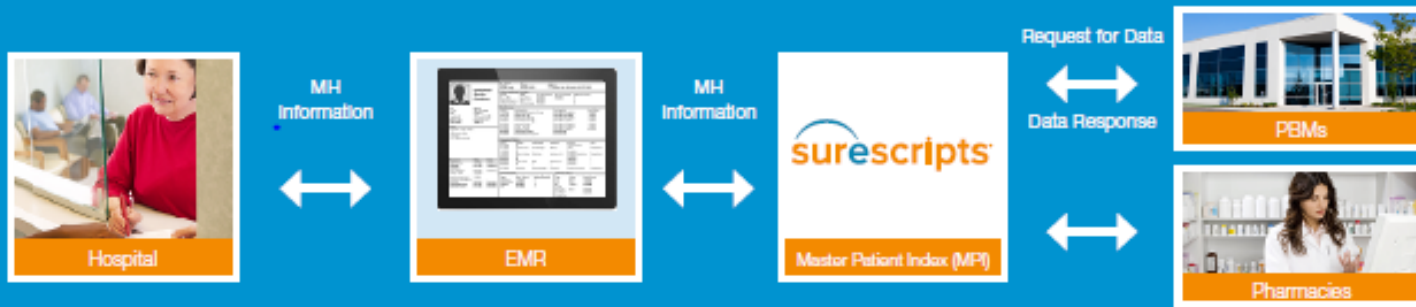 Request for Data
MH
Information
MH
Information
Data Response
PBMs
surescripts
Hospital
EMR
Master Patient Index (MPI)
Pharmacies